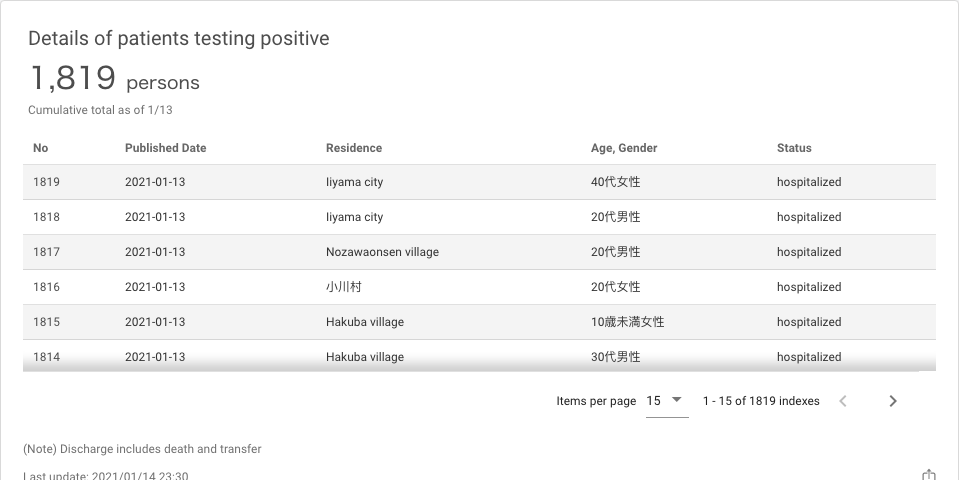 Details of patients testing positive
1,819 persons
Cumulative total as of 1/13
No Published Date Residence Age, Gender Status
1819 2021-01-13 Iiyama city 40代女性 hospitalized
1818 2021-01-13 Iiyama city 20代男性 hospitalized
1817 2021-01-13 Nozawaonsen village 20代男性 hospitalized
1816 2021-01-13 小川村 20代女性 hospitalized
1815 2021-01-13 Hakuba village 10歳未満女性 hospitalized
1814 2021-01-13 Hakuba village 30代男性 hospitalized
Items per page 15 1 - 15 of 1819 indexes
(Note) Discharge includes death and transfer
Last update: 2021/01/14 23:30